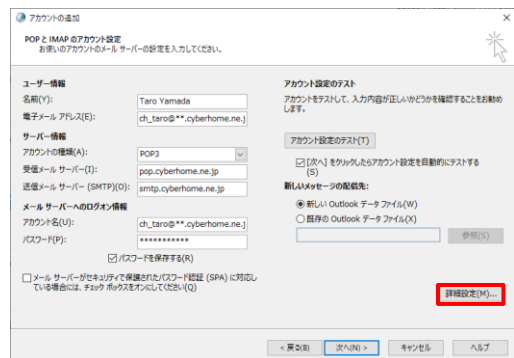 アカウントの追加
POP と IMAP のアカウント設定
お使いのアカウントのメール サーバーの設定を入力してください。
ユーザー情報
名前(Y):
Taro Yamada
電子メール アドレス(E):
ch_taro@**.cyberhome.ne.j
サーバー情報
アカウントの種類(A):
POP3
受信メール サーバー(I):
pop.cyberhome.ne.jp
送信メール サーバー (SMTP)(O):
smtp.cyberhome.ne.jp
メール サーバーへのログオン情報
アカウント名(U):
ch_taro@**.cyberhome.ne.j
パスワード(P):
***********
パスワードを保存する(R)
メール サーバーがセキュリティで保護されたパスワード認証 (SPA) に対応し
ている場合には、チェック ボックスをオンにしてください(Q)
アカウント設定のテスト
アカウントをテストして、入力内容が正しいかどうかを確認することをお勧め
します。
アカウント設定のテスト(T)
[次へ] をクリックしたらアカウント設定を自動的にテストする
(S)
新しいメッセージの配信先:
新しい Outlook データ ファイル(W)
既存の Outlook データ ファイル(X)
参照(S)
詳細設定(M)...
< 戻る(B)
次へ(N) >
キャンセル
ヘルプ